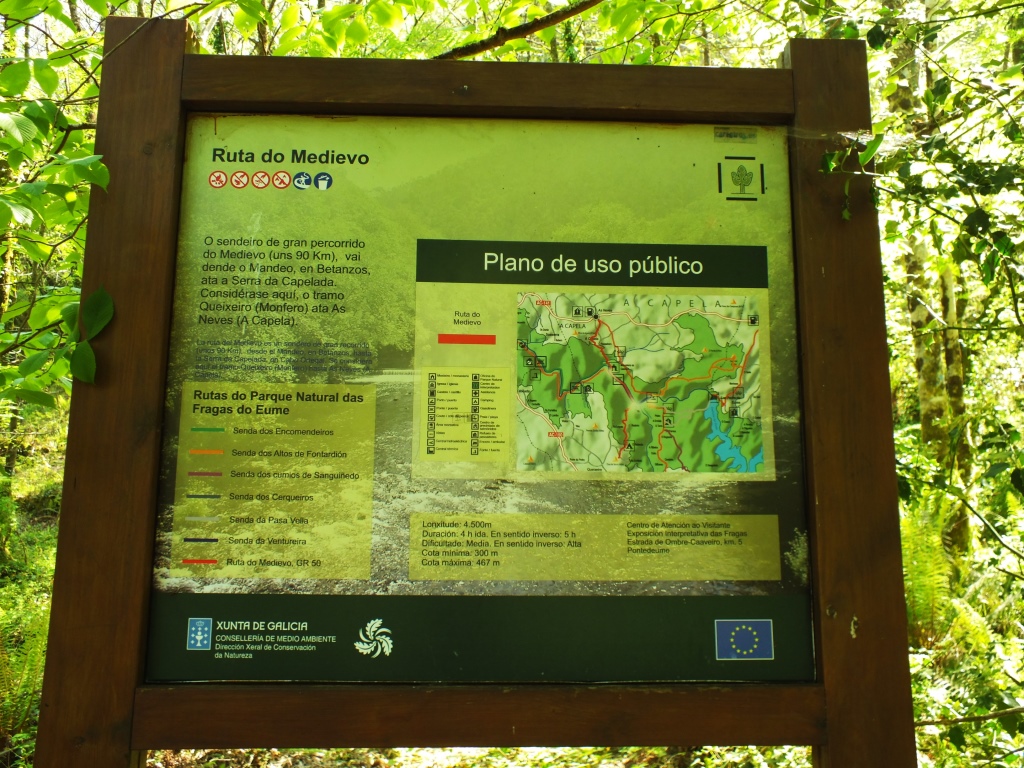 Ruta do Medievo
O sendeiro de gran percorrido
do Medievo (uns 90 Km), vai
dende o Mandeo, en Betanzos,
ata a Serra da Capelada.
Considérase aquí, o tramo
Queixeiro (Monfero) ata As
Neves (A Capela).
Rutas do Parque Natural das
Fragas do Eume
Senda dos Encomendeiros
Senda dos Altos de Fontardión
Senda dos cumios de Sanguiñedo
Senda dos Cerqueiros
Senda da Pasa Vella
Senda da Ventureira
Ruta do Medievo, GR 50
Plano de uso público
Ruta do
Medievo
A CAPELA
A CAPELA
Lonxitude: 4.500m
Duración: 4 h ida. En sentido inverso: 5 h
Dificultade: Media. En sentido inverso: Alta
Cota mínima: 300 m
Cota máxima: 467 m
Centro de Atención ao Visitante
Exposición Interpretativa das Fragas
Estrada de Ombre-Caaveiro, km. 5
Pontedeume
XUNTA DE GALICIA
CONSELLERÍA DE MEDIO AMBIENTE
Dirección Xeral de Conservación
da Natureza